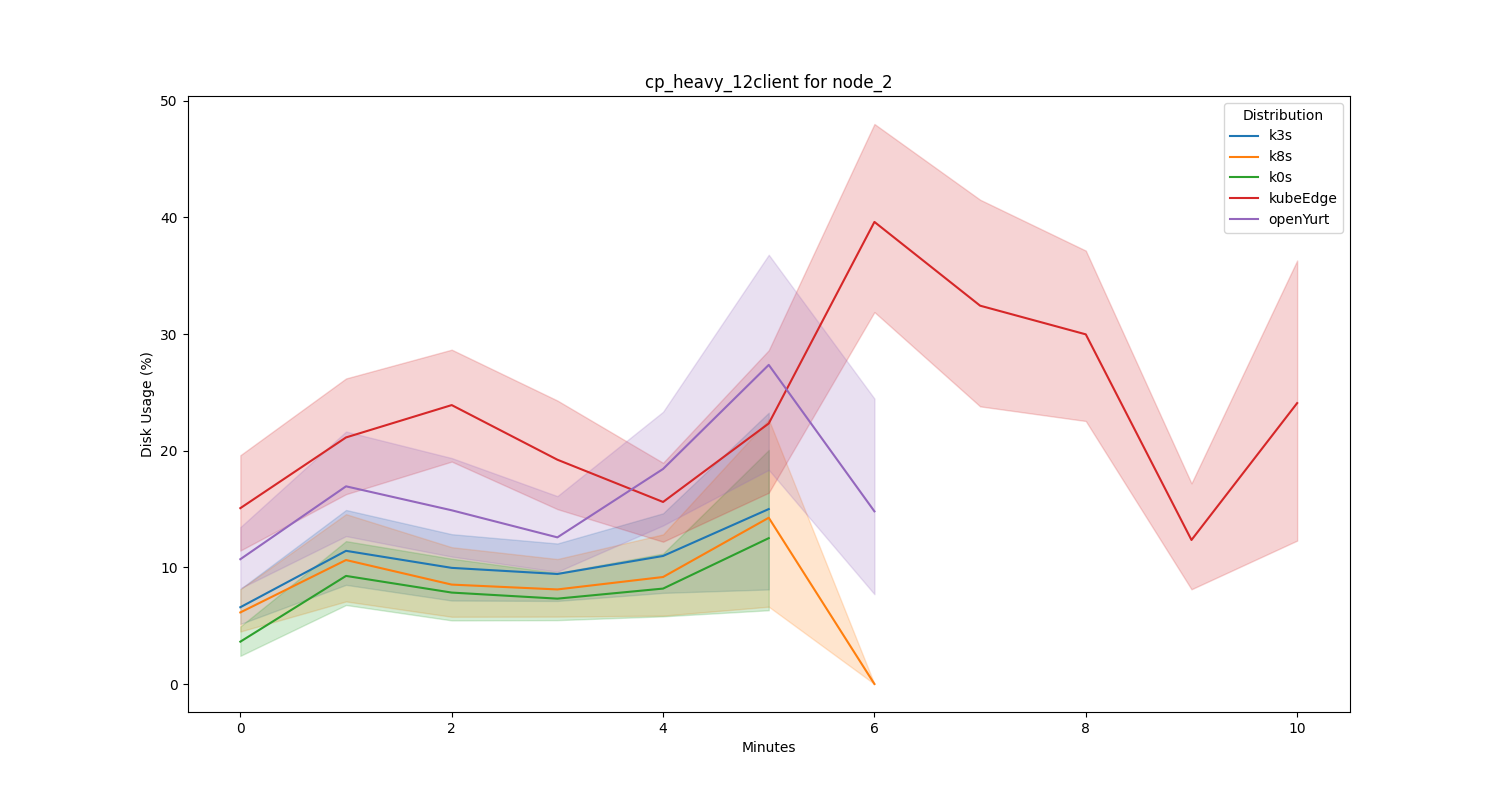 cp_heavy_12client for node_2
Distribution
k3s
k8s
k0s
kubeEdge
openYurt
Disk Usage (%)
50
40
30
20
10
0
0 2 4 6 8 10
Minutes